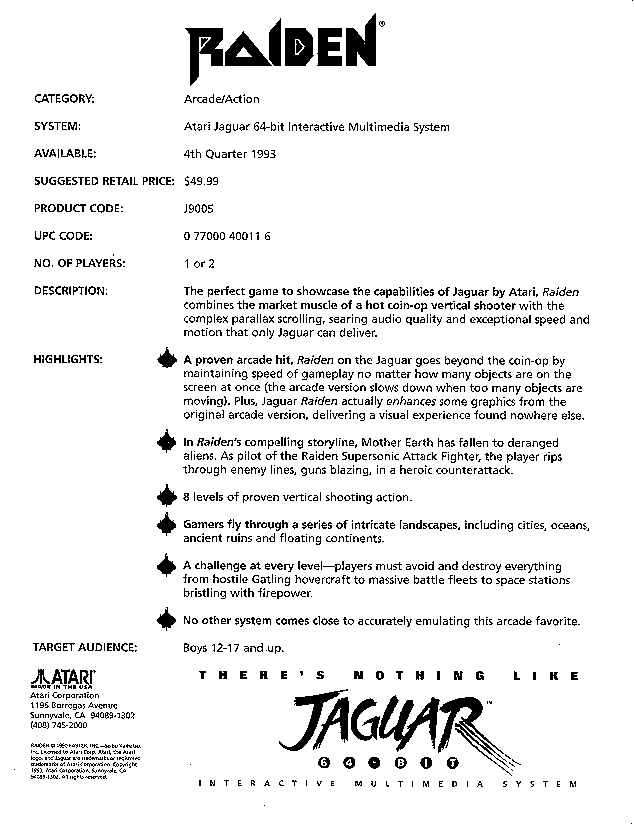 RAIDEN®
CATEGORY: Arcade/Action
SYSTEM: Atari Jaguar 64-bit Interactive Multimedia System
AVAILABLE: 4th Quarter 1993
SUGGESTED RETAIL PRICE: $49.99
PRODUCT CODE: J9005
UPC CODE: 0 77000 40011 6
NO. OF PLAYERS: 1 or 2
DESCRIPTION: The perfect game to showcase the capabilities of Jaguar by Atari, Raiden
combines the market muscle of a hot coin-op vertical shooter with the
complex parallax scrolling, searing audio quality and exceptional speed and
motion that only Jaguar can deliver.
HIGHLIGHTS: A proven arcade hit, Raiden on the Jaguar goes beyond the coin-op by
maintaining speed of gameplay no matter how many objects are on the
screen at once (the arcade version slows down when too many objects are
moving). Plus, Jaguar Raiden actually enhances some graphics from the
original arcade version, delivering a visual experience found nowhere else.
In Raiden's compelling storyline, Mother Earth has fallen to deranged
aliens. As pilot of the Raiden Supersonic Attack Fighter, the player rips
through enemy lines, guns blazing, in a heroic counterattack.
8 levels of proven vertical shooting action.
Gamers fly through a series of intricate landscapes, including cities, oceans,
ancient ruins and floating continents.
A challenge at every level—players must avoid and destroy everything
from hostile Gatling hovercraft to massive battle fleets to space stations
bristling with firepower.
No other system comes close to accurately emulating this arcade favorite.
TARGET AUDIENCE: Boys 12-17 and up.
ATARI®
MADE IN THE USA
Atari Corporation
1196 Borregas Avenue
Sunnyvale, CA 94089-1302
(408) 745-2000
RAIDEN © 1990 FABTEK, INC.
Inc. Licensed to Atari Corp. Atari, the Atari
logo, and Jaguar are trademarks or registered
trademarks of Atari Corporation. Copyright
1993, Atari Corporation, Sunnyvale, CA
94089-1302. All rights reserved.
THERE'S NOTHING LIKE
JAGUAR™
64-BIT
INTERACTIVE MULTIMEDIA SYSTEM